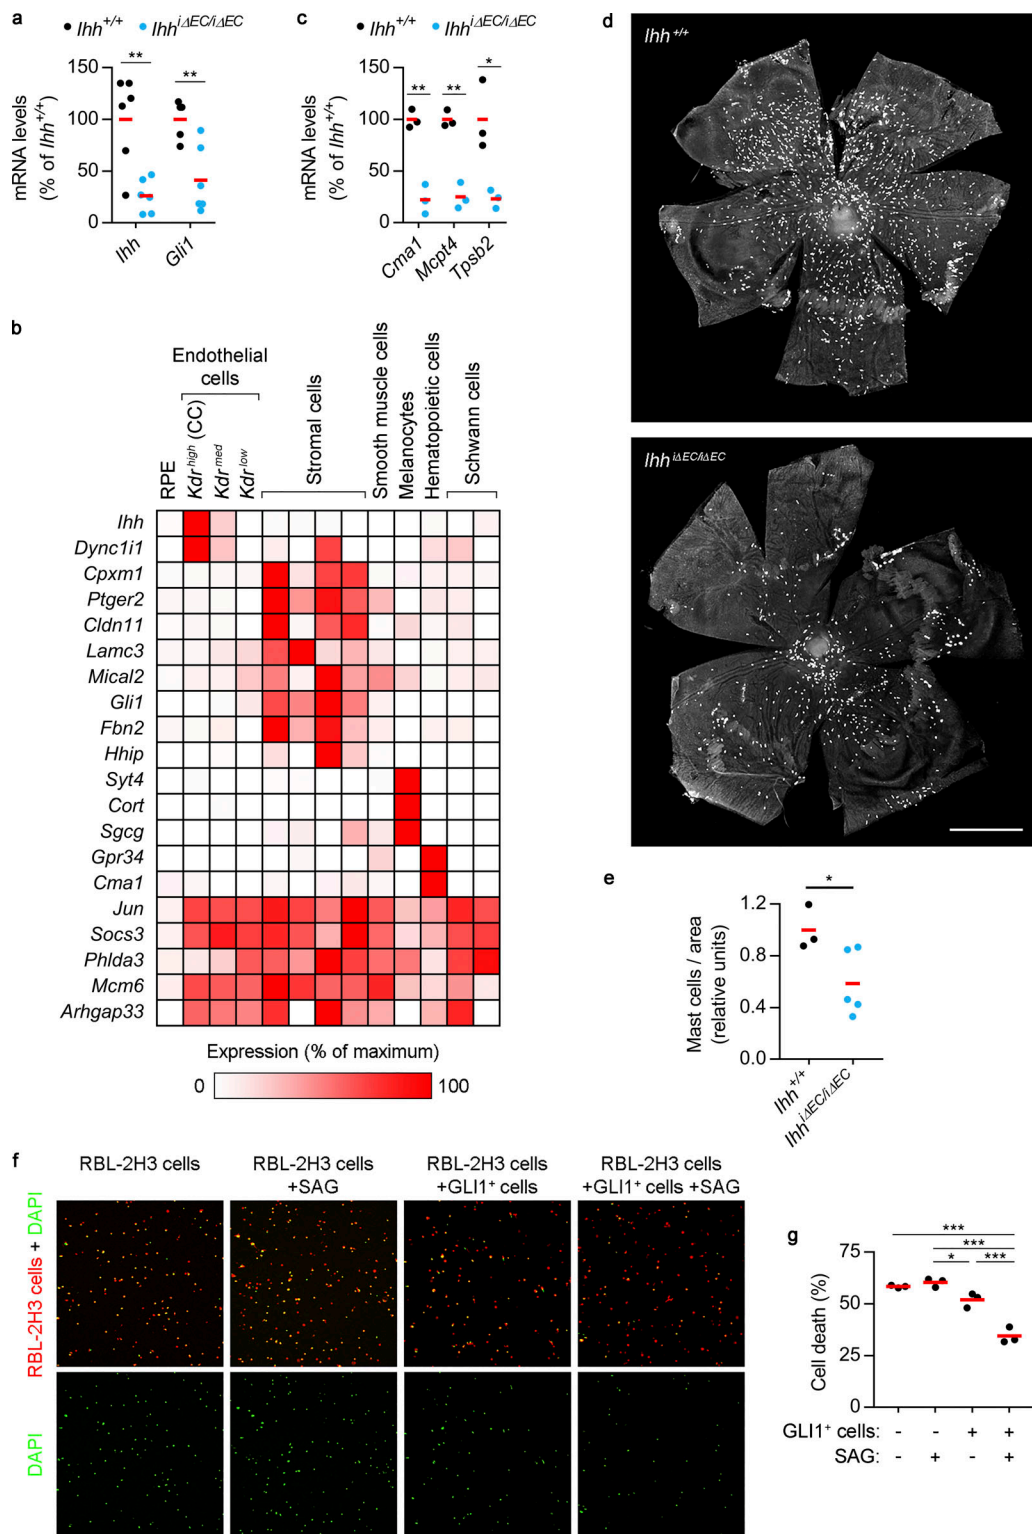 a
Ihh+/+ IhhiΔEC/iΔEC
mRNA levels
(% of Ihh+/+)
150
100
50
0
** **
Ihh Gli1
c
Ihh+/+ IhhiΔEC/iΔEC
mRNA levels
(% of Ihh+/+)
150
100
50
0
** ** *
Cma1 Mcpt4 Tpsb2
d
Ihh+/+
IhhiΔEC/iΔEC
b
Endothelial
cells
RPE
Kdrhigh (CC)
Kdrmed
Kdrlow
Stromal cells
Smooth muscle cells
Melanocytes
Hematopoietic cells
Schwann cells
Ihh
Dync1i1
Cpxm1
Ptger2
Cldn11
Lamc3
Mical2
Gli1
Fbn2
Hhip
Syt4
Cort
Sgcg
Gpr34
Cma1
Jun
Socs3
Phlda3
Mcm6
Arhgap33
Expression (% of maximum)
0 100
e
*
Mast cells / area
(relative units)
1.2
0.8
0.4
0.0
Ihh+/+
IhhiΔEC/iΔEC
f
RBL-2H3 cells
RBL-2H3 cells
+SAG
RBL-2H3 cells
+GLI1+ cells
RBL-2H3 cells
+GLI1+ cells +SAG
RBL-2H3 cells + DAPI
DAPI
g
***
***
* ***
Cell death (%)
75
50
25
0
GLI1+ cells: - - + +
SAG: - + - +